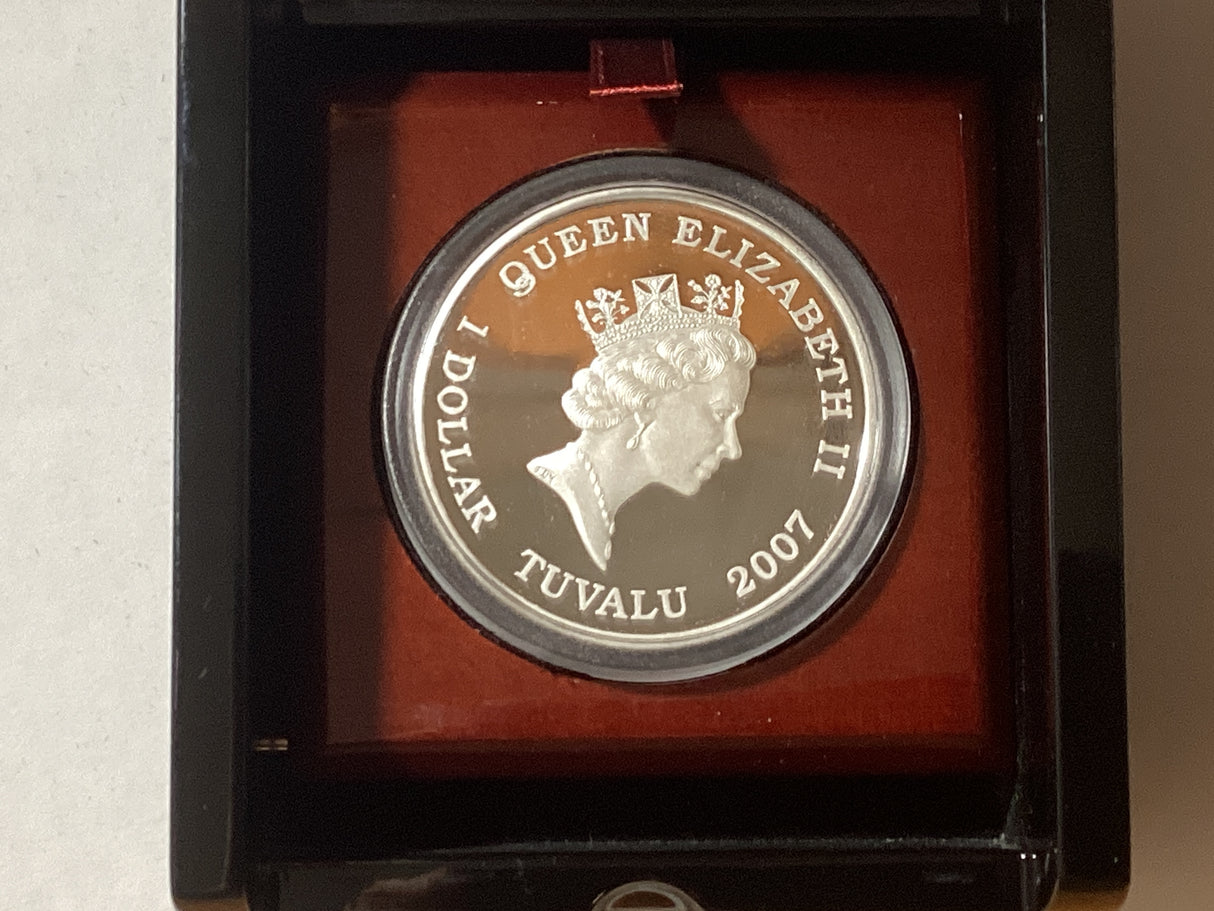 QUEEN ELIZABETH II
1 DOLLAR
TUVALU
2007